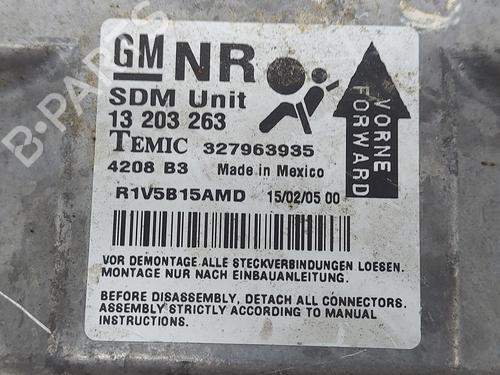 GM NR
SDM Unit
13 203 263
TEMIC 327963935
4208 B3 Made in Mexico
R1V5B15AMD 15/02/05 00
VORNE
FORWARD
VOR DEMONTAGE ALLE STECKVERBINDUNGEN LOESEN.
MONTAGE NUR NACH EINBAUANLEITUNG.
BEFORE DISASSEMBLY, DETACH ALL CONNECTORS.
ASSEMBLY STRICTLY ACCORDING TO MANUAL
INSTRUCTIONS.
B-PARTS